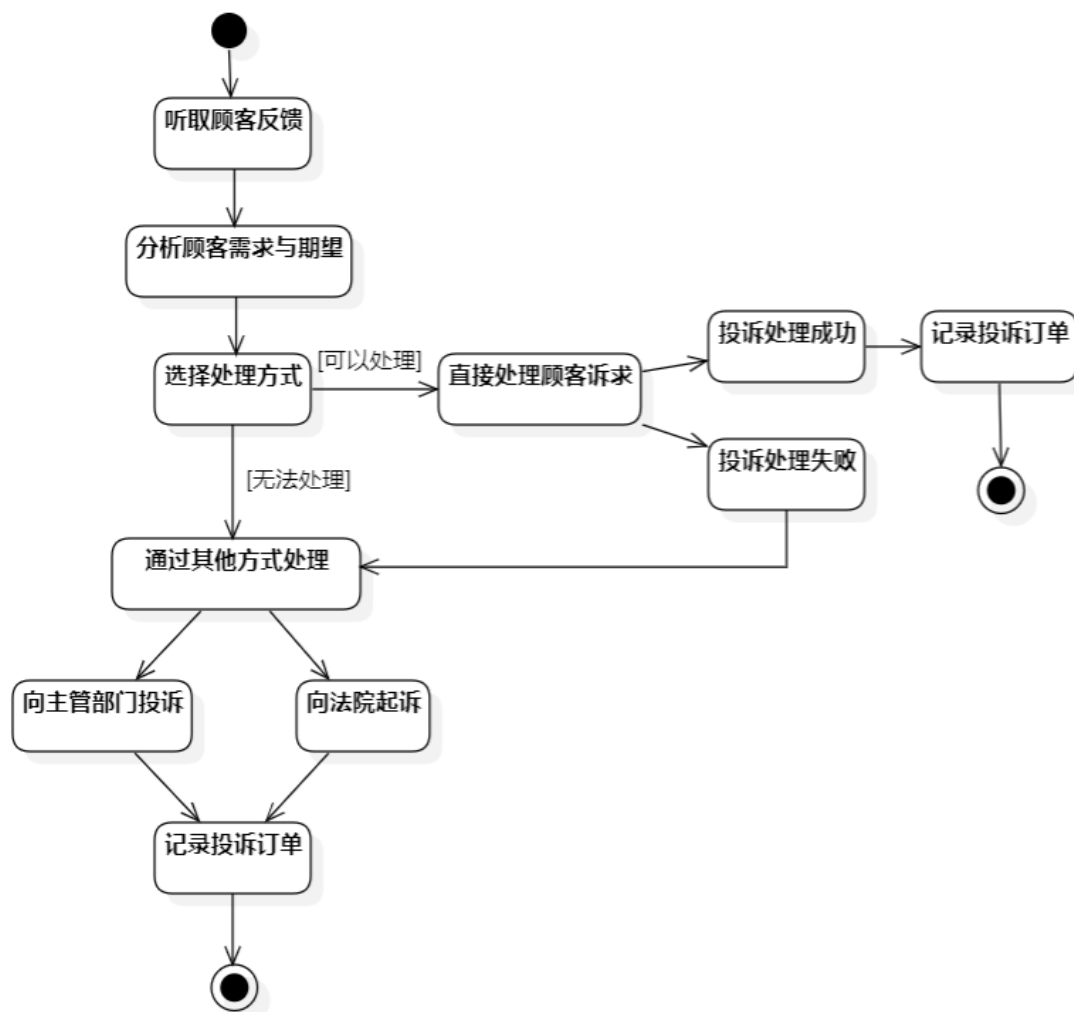 听取顾客反馈
分析顾客需求与期望
选择处理方式
[可以处理]
直接处理顾客诉求
投诉处理成功
记录投诉订单
投诉处理失败
[无法处理]
通过其他方式处理
向主管部门投诉
向法院起诉
记录投诉订单